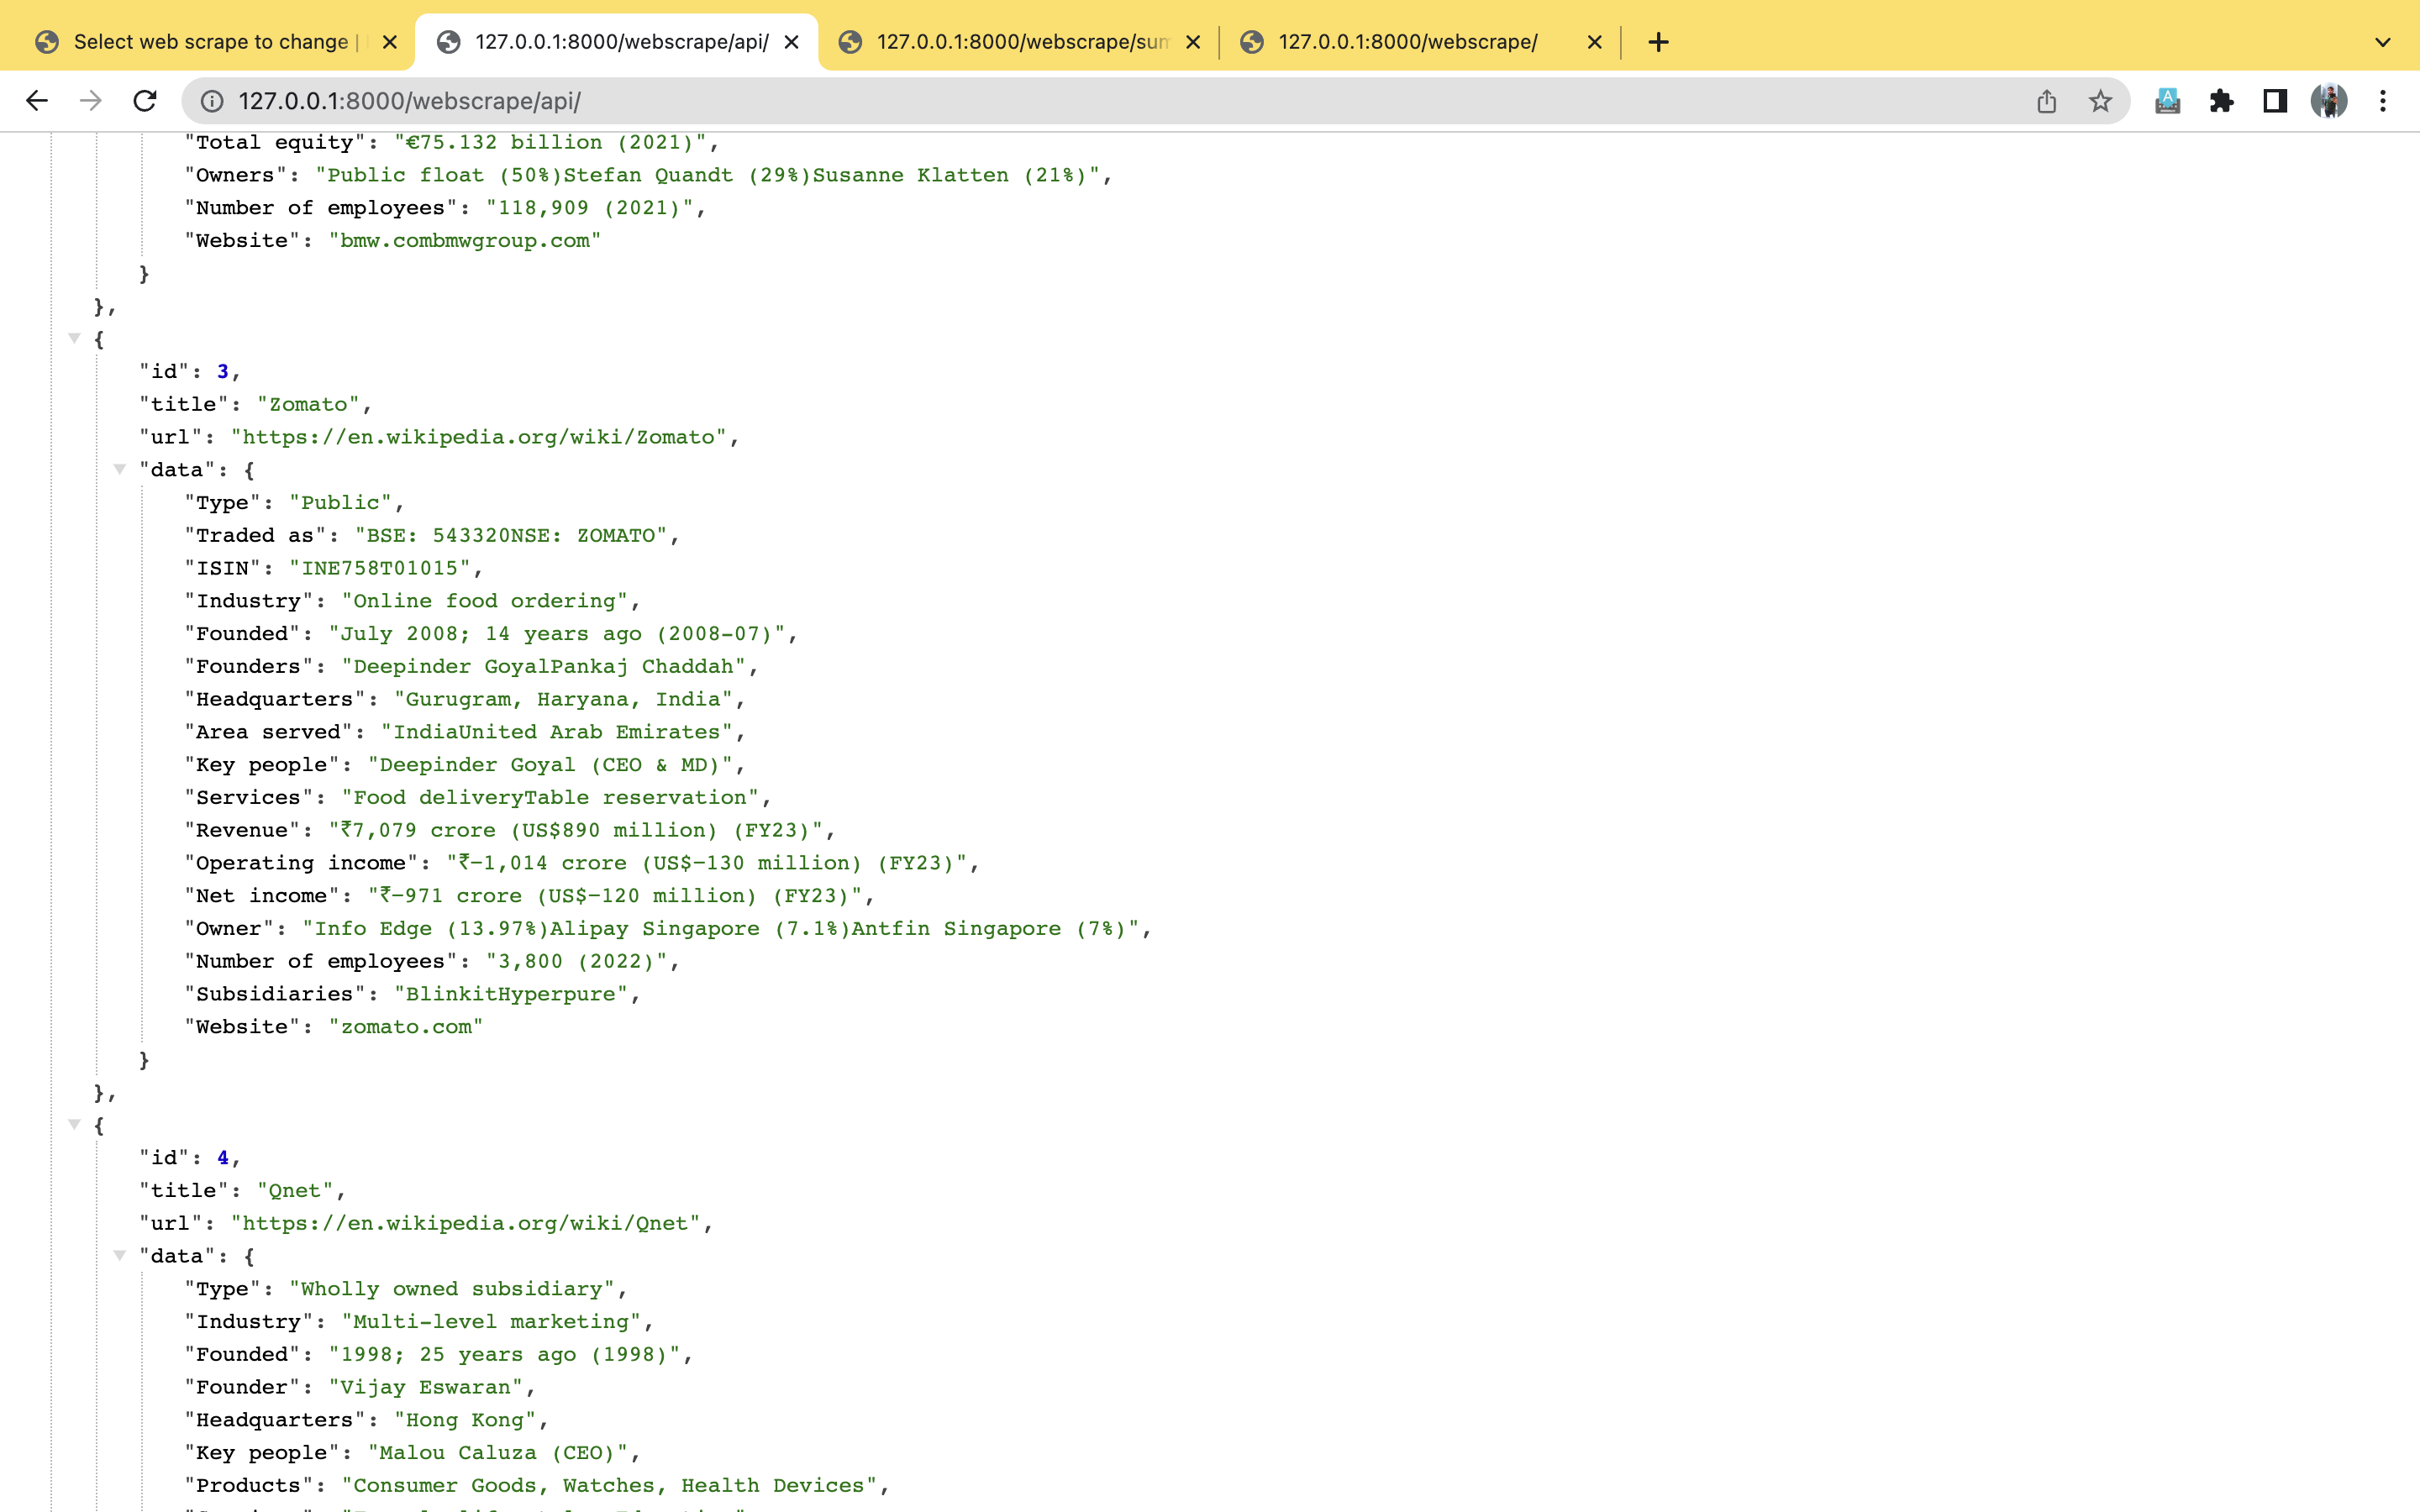 Select web scrape to change |
127.0.0.1:8000/webscrape/api/
127.0.0.1:8000/webscrape/sum
127.0.0.1:8000/webscrape/
127.0.0.1:8000/webscrape/api/
"Total equity": "€75.132 billion (2021)",
"Owners": "Public float (50%)Stefan Quandt (29%)Susanne Klatten (21%)",
"Number of employees": "118,909 (2021)",
"Website": "bmw.combmwgroup.com"
}
},
{
"id": 3,
"title": "Zomato",
"url": "https://en.wikipedia.org/wiki/Zomato",
"data": {
"Type": "Public",
"Traded as": "BSE: 543320NSE: ZOMATO",
"ISIN": "INE758T01015",
"Industry": "Online food ordering",
"Founded": "July 2008; 14 years ago (2008-07)",
"Founders": "Deepinder GoyalPankaj Chaddah",
"Headquarters": "Gurugram, Haryana, India",
"Area served": "IndiaUnited Arab Emirates",
"Key people": "Deepinder Goyal (CEO & MD)",
"Services": "Food deliveryTable reservation",
"Revenue": "₹7,079 crore (US$890 million) (FY23)",
"Operating income": "₹−1,014 crore (US$−130 million) (FY23)",
"Net income": "₹−971 crore (US$−120 million) (FY23)",
"Owner": "Info Edge (13.97%)Alipay Singapore (7.1%)Antfin Singapore (7%)",
"Number of employees": "3,800 (2022)",
"Subsidiaries": "BlinkitHyperpure",
"Website": "zomato.com"
}
},
{
"id": 4,
"title": "Qnet",
"url": "https://en.wikipedia.org/wiki/Qnet",
"data": {
"Type": "Wholly owned subsidiary",
"Industry": "Multi-level marketing",
"Founded": "1998; 25 years ago (1998)",
"Founder": "Vijay Eswaran",
"Headquarters": "Hong Kong",
"Key people": "Malou Caluza (CEO)",
"Products": "Consumer Goods, Watches, Health Devices",